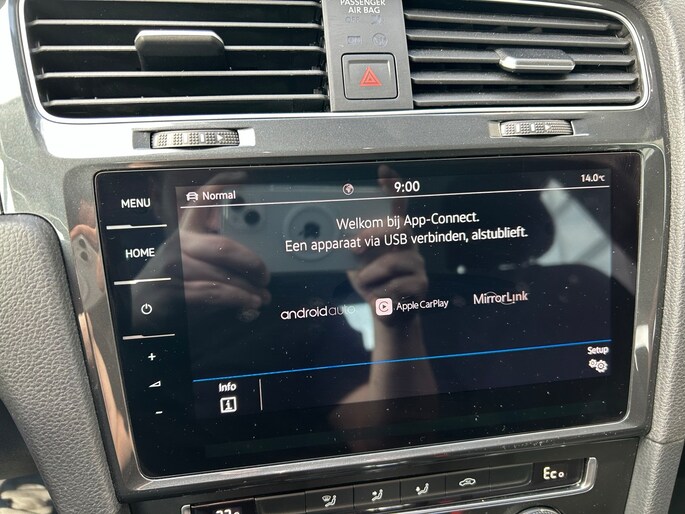 PASSENGER
AIR BAG
MENU
HOME
Normal
9:00
14.0°C
Welkom bij App-Connect.
Een apparaat via USB verbinden, alstublieft.
androidauto
Apple CarPlay
MirrorLink
Info
Setup
Eco